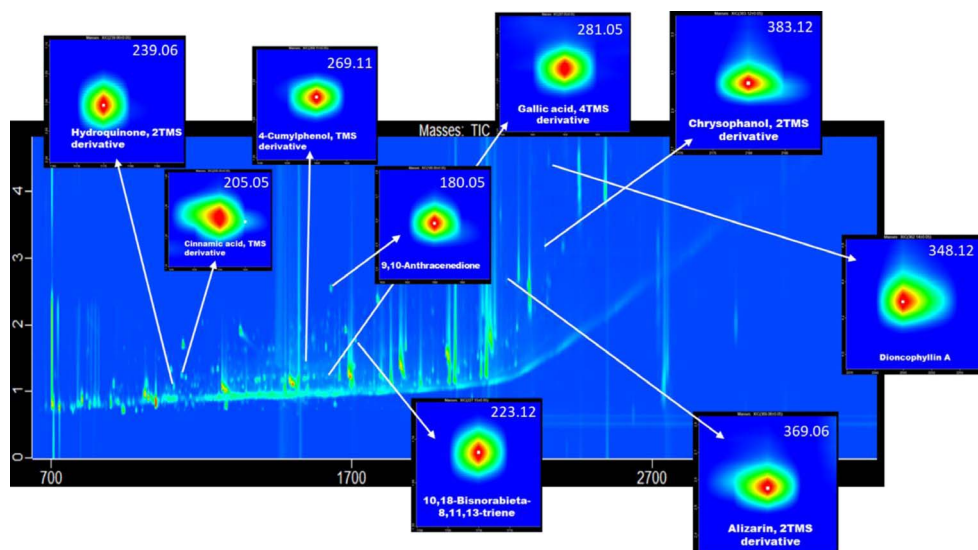 239.06
Hydroquinone, 2TMS
derivative
205.05
Cinnamic acid, TMS
derivative
269.11
4-Cumylphenol, TMS
derivative
Masses: TIC
180.05
9,10-Anthracenedione
281.05
Gallic acid, 4TMS
derivative
383.12
Chrysophanol, 2TMS
derivative
348.12
Dioncophyllin A
223.12
10,18-Bisnorabieta-
8,11,13-triene
369.06
Alizarin, 2TMS
derivative
4
3
2
1
0
700
1700
2700